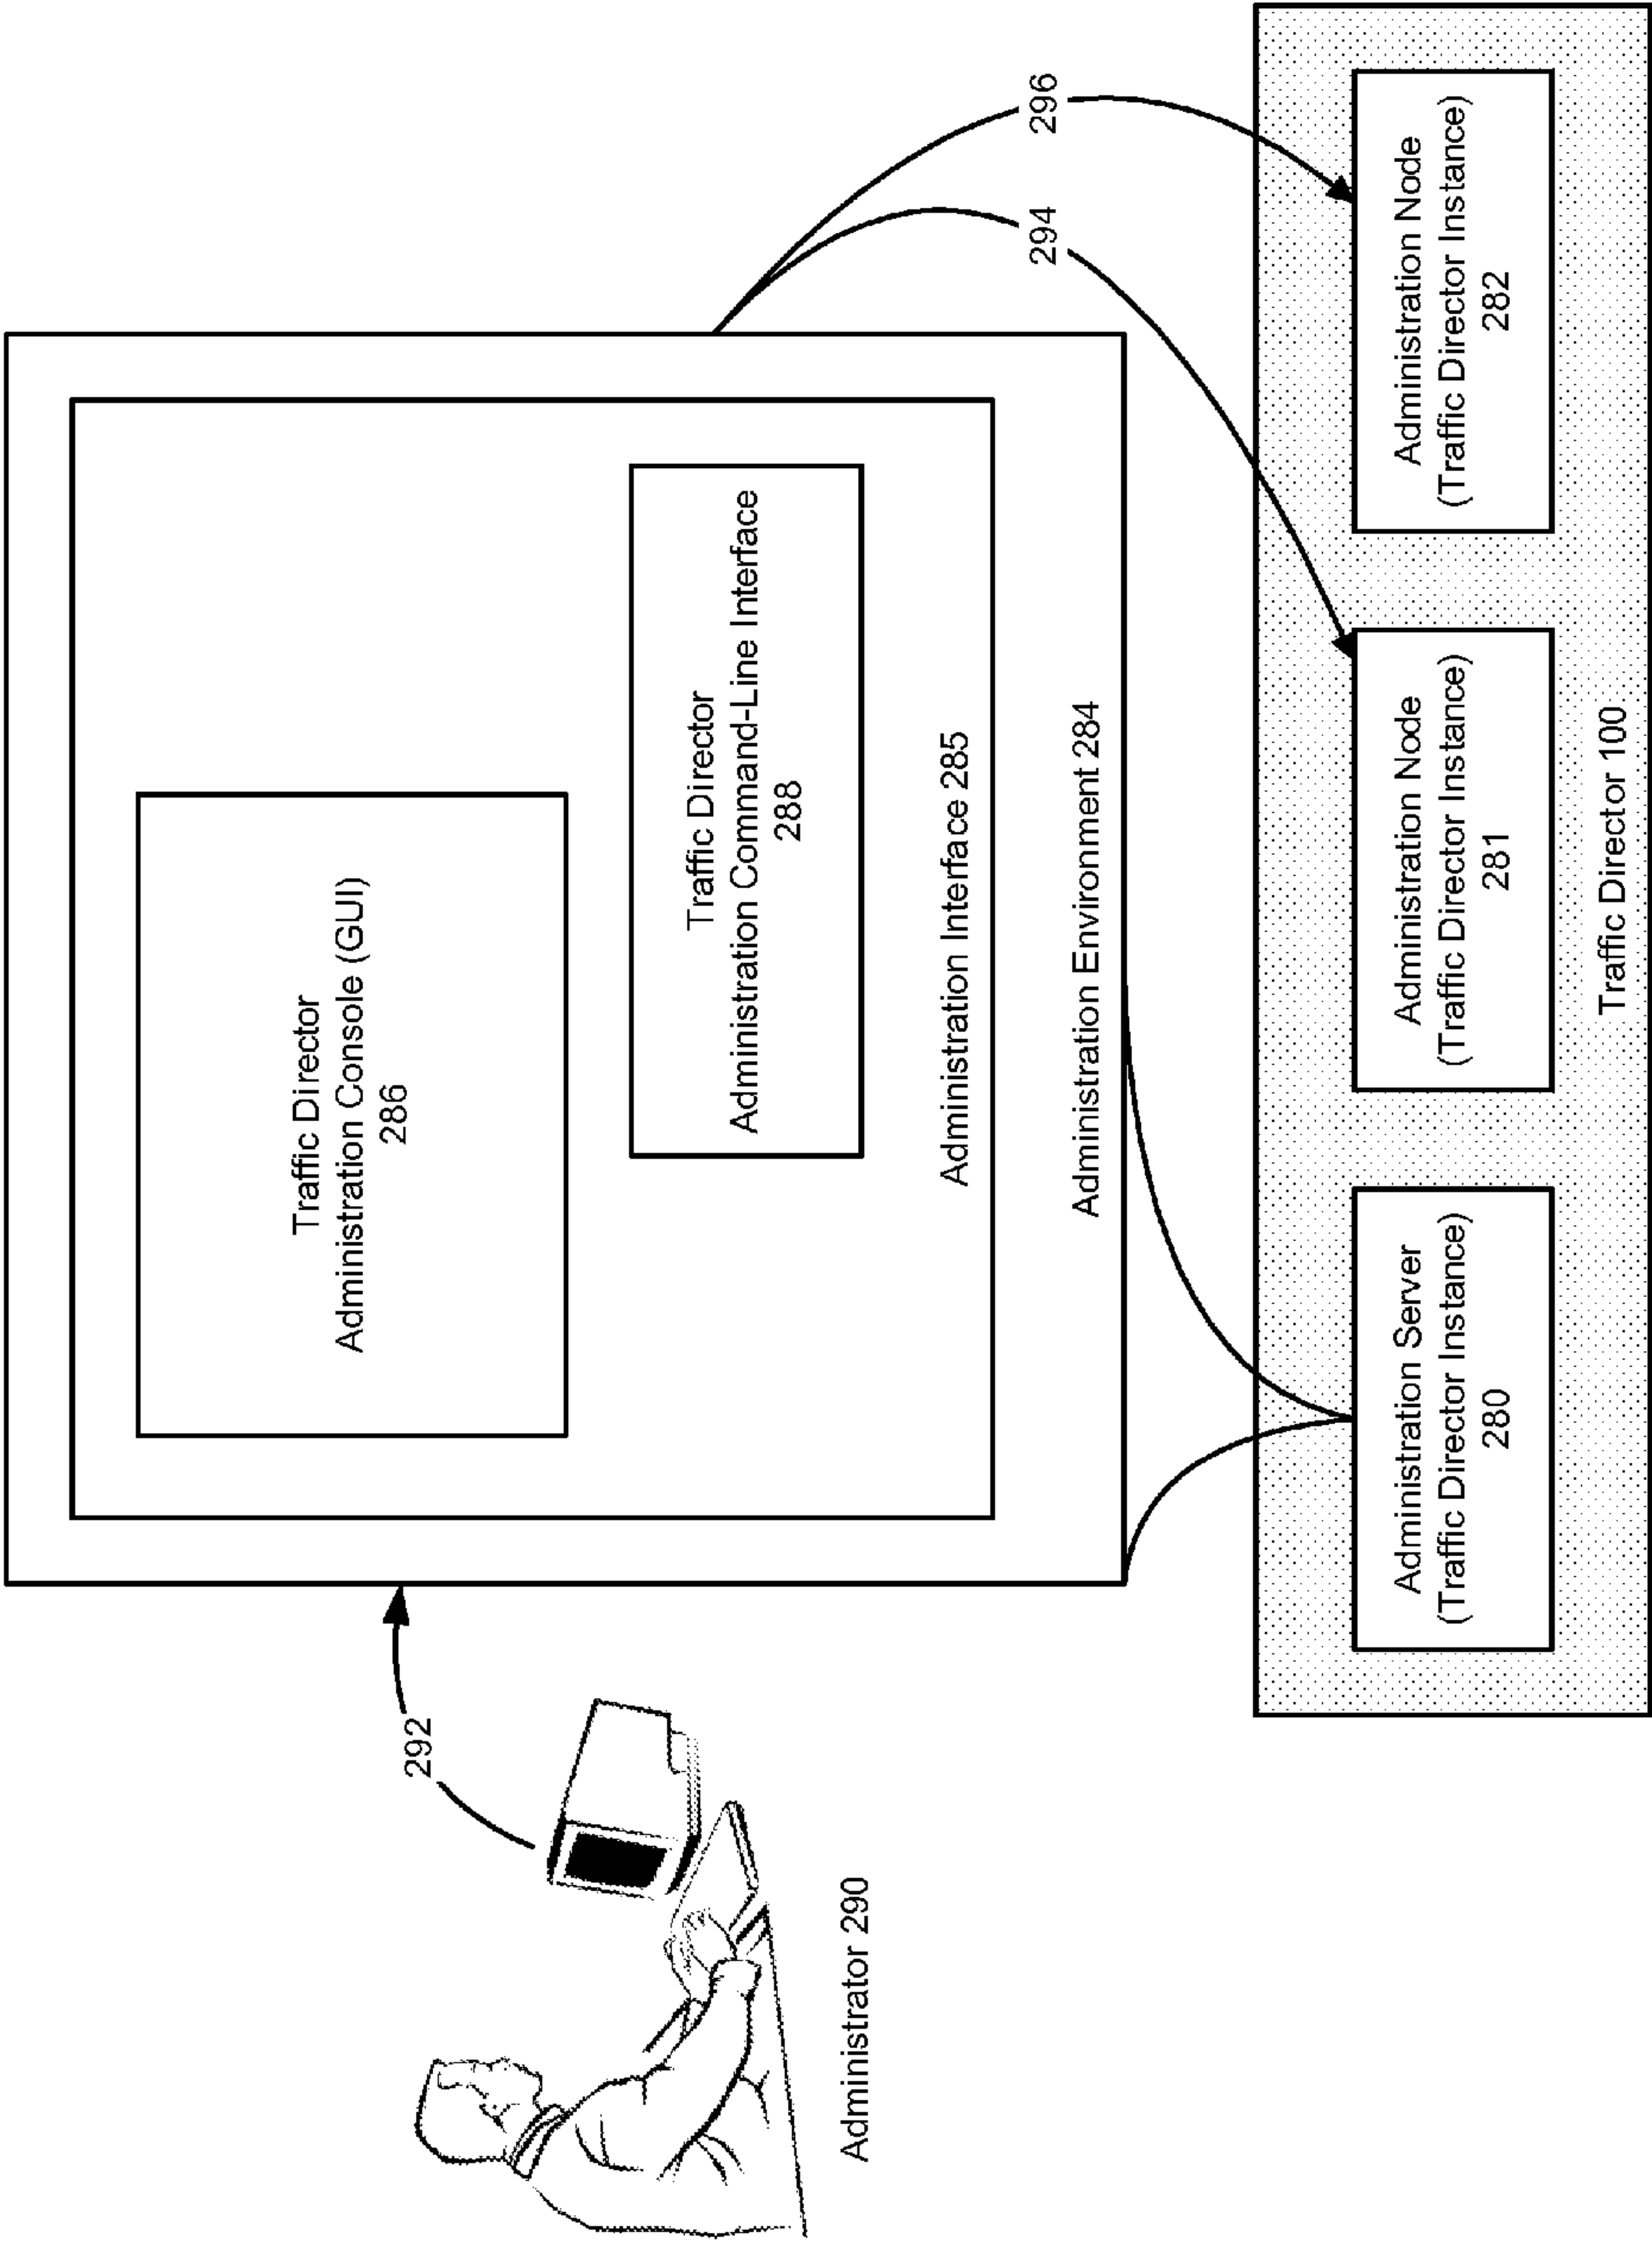 Traffic Director
Administration Console (GUI)
286
Traffic Director
Administration Command-Line Interface
288
Administration Interface 285
Administration Environment 284
292
Administrator 290
294
296
Administration Server
(Traffic Director Instance)
280
Administration Node
(Traffic Director Instance)
281
Administration Node
(Traffic Director Instance)
282
Traffic Director 100